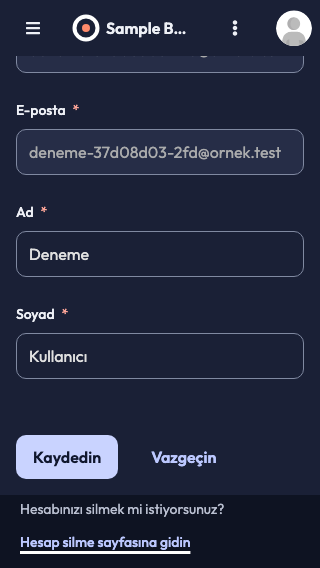 Sample B...
E-posta *
deneme-37d08d03-2fd@ornek.test
Ad *
Deneme
Soyad *
Kullanıcı
Kaydedin
Vazgeçin
Hesabınızı silmek mi istiyorsunuz?
Hesap silme sayfasına gidin